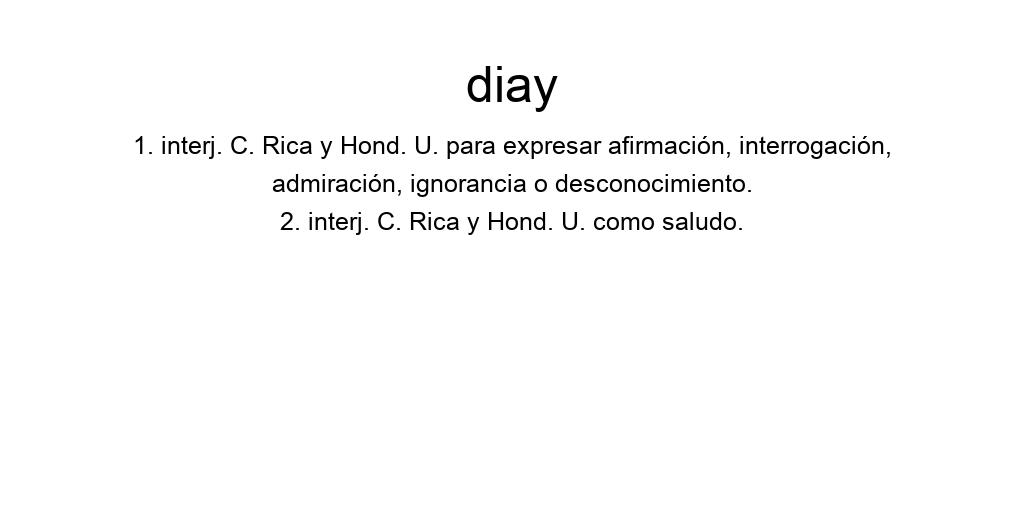 diay
1. interj. C. Rica y Hond. U. para expresar afirmación, interrogación,
admiración, ignorancia o desconocimiento.
2. interj. C. Rica y Hond. U. como saludo.